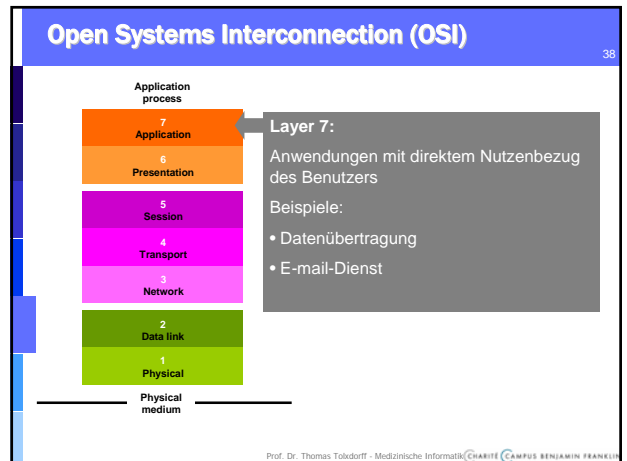 Open Systems Interconnection (OSI)
38
Application
process
7
Application
6
Presentation
5
Session
4
Transport
3
Network
2
Data link
1
Physical
Physical
medium
Layer 7:
Anwendungen mit direktem Nutzenbezug
des Benutzers
Beispiele:
• Datenübertragung
• E-mail-Dienst
Prof. Dr. Thomas Tolxdorff - Medizinische Informatik CHARITÉ CAMPUS BENJAMIN FRANKLIN